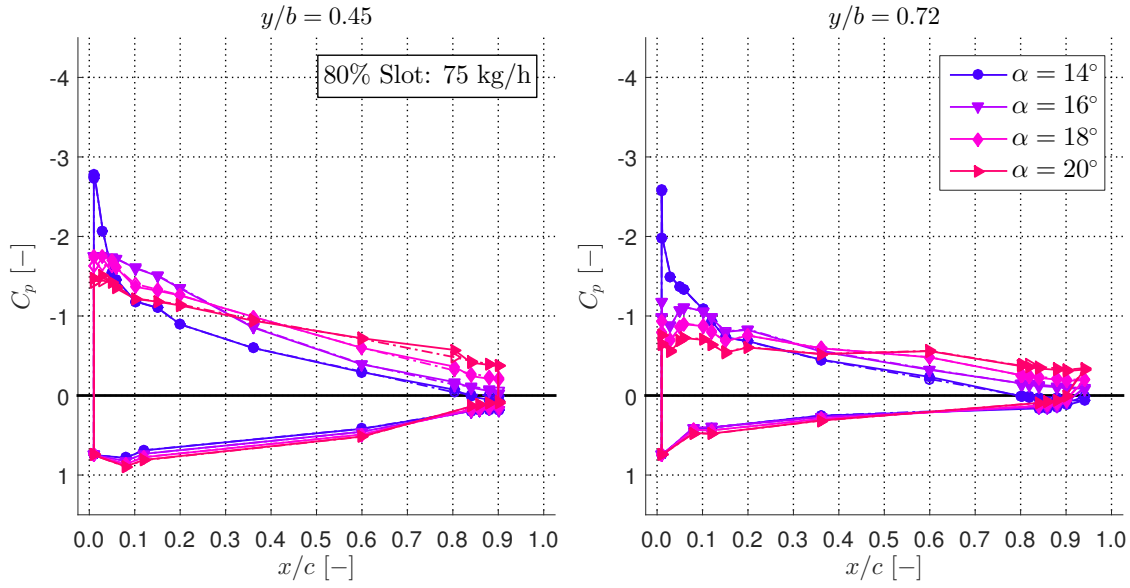 y/b = 0.45
80% Slot: 75 kg/h
-4
-3
-2
-1
0
1
C_p [−]
0.0 0.1 0.2 0.3 0.4 0.5 0.6 0.7 0.8 0.9 1.0
x/c [−]
y/b = 0.72
α = 14°
α = 16°
α = 18°
α = 20°
-4
-3
-2
-1
0
1
C_p [−]
0.0 0.1 0.2 0.3 0.4 0.5 0.6 0.7 0.8 0.9 1.0
x/c [−]